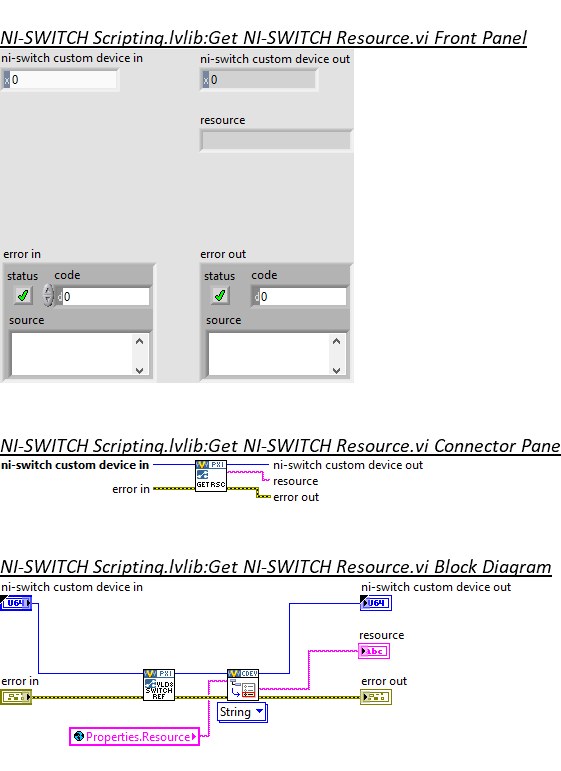 NI-SWITCH Scripting.lvlib:Get NI-SWITCH Resource.vi Front Panel
ni-switch custom device in
ni-switch custom device out
x 0
x 0
resource
error in
error out
status code
status code
d 0
d 0
source
source
NI-SWITCH Scripting.lvlib:Get NI-SWITCH Resource.vi Connector Pane
ni-switch custom device in
PXI
ni-switch custom device out
resource
GET RSC
error in
error out
NI-SWITCH Scripting.lvlib:Get NI-SWITCH Resource.vi Block Diagram
ni-switch custom device in
ni-switch custom device out
U64
U64
resource
abc
error in
PXI
VLD8
SWITCH
REF
CDEV
error out
String
Properties.Resource